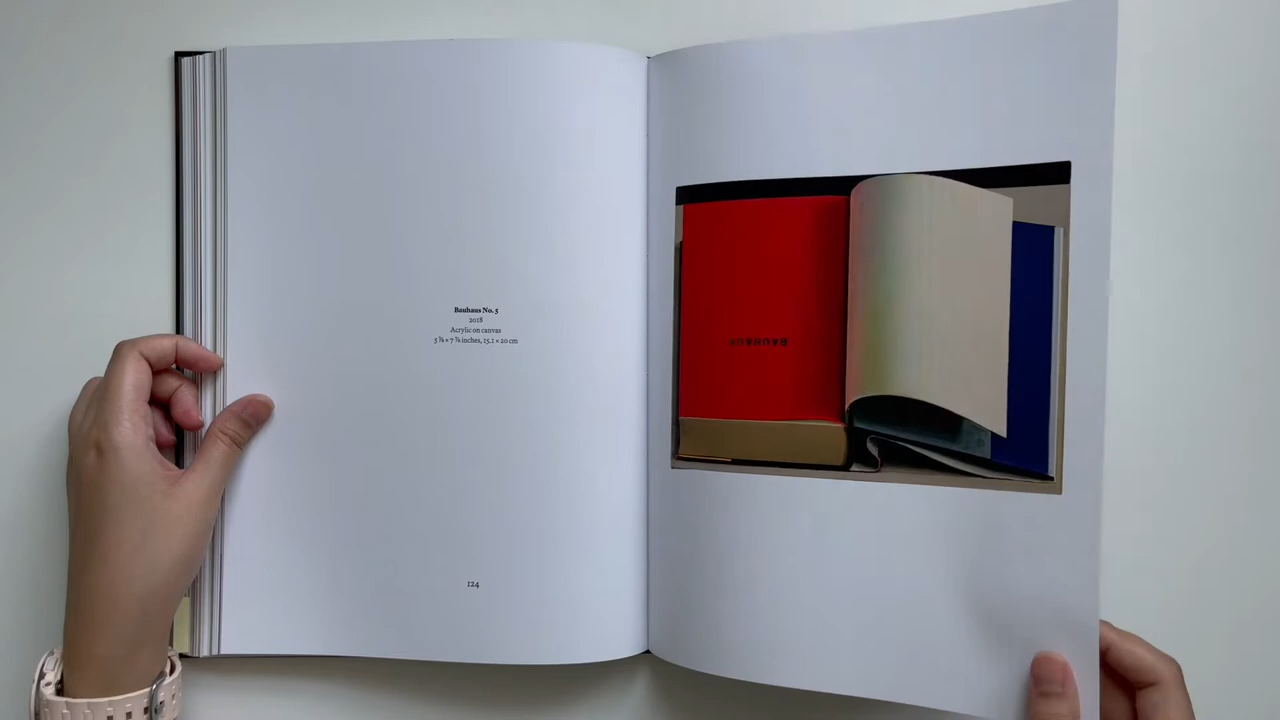 Bauhaus No. 5
2018
Acrylic on canvas
5 ⅞ × 7 ⅞ inches, 15.1 × 20 cm
124
BAUHAUS